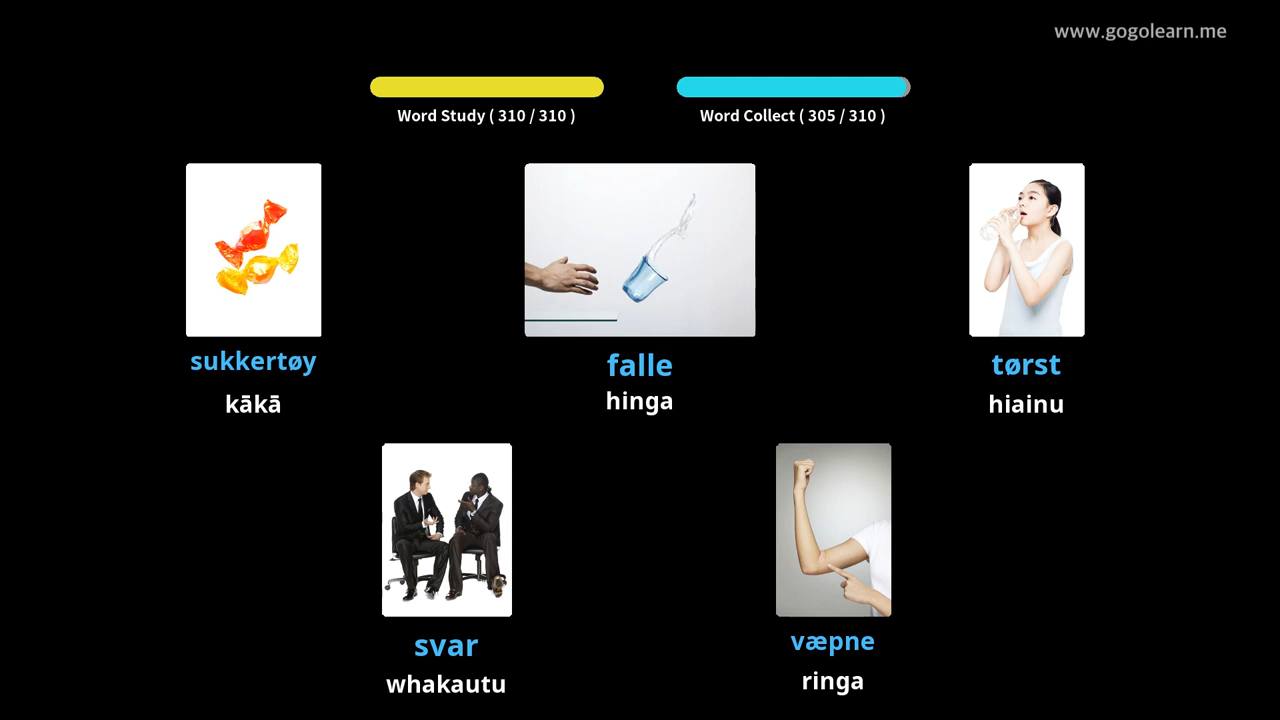 www.gogolearn.me
Word Study ( 310 / 310 )
Word Collect ( 305 / 310 )
sukkertøy
kākā
falle
hinga
tørst
hiainu
svar
whakautu
væpne
ringa